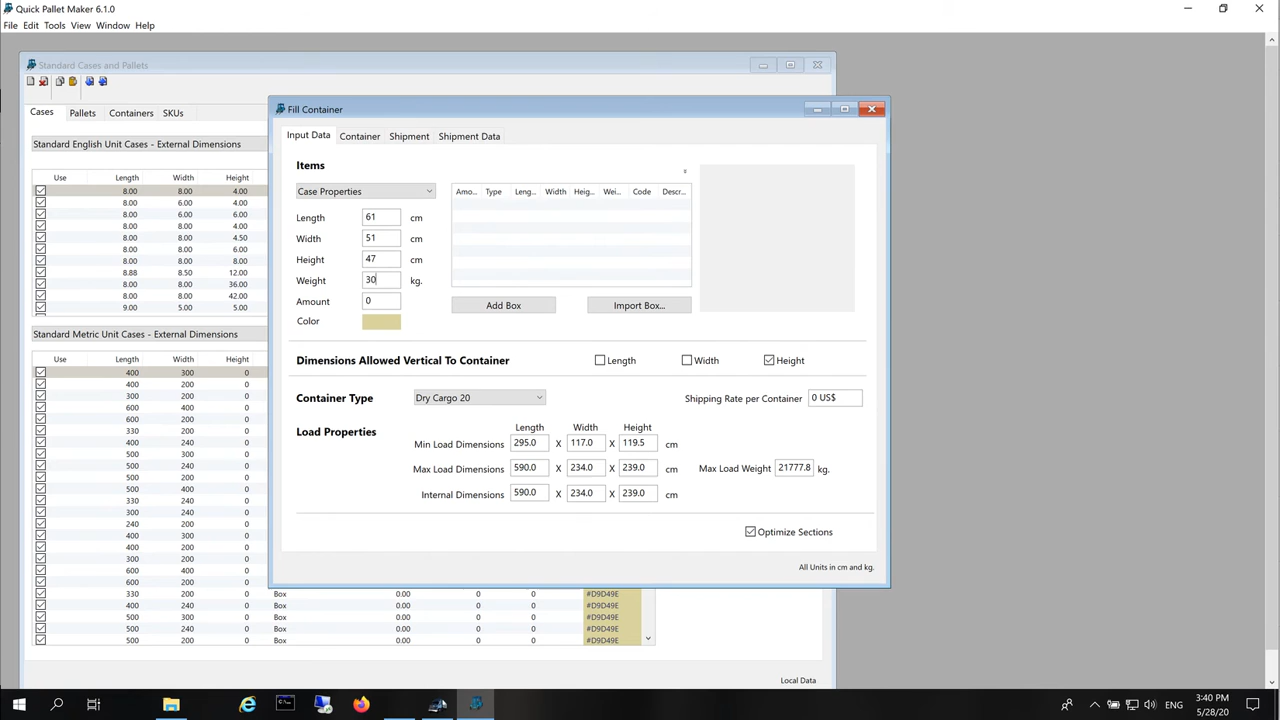 Quick Pallet Maker 6.1.0
File Edit Tools View Window Help
Standard Cases and Pallets
Cases Pallets Containers SKUs
Standard English Unit Cases - External Dimensions
Use Length Width Height
8.00 8.00 4.00
8.00 6.00 4.00
8.00 6.00 6.00
8.00 8.00 4.00
8.00 8.00 4.50
8.00 8.00 6.00
8.00 8.00 8.00
8.88 8.50 12.00
8.00 8.00 36.00
8.00 8.00 42.00
9.00 5.00 5.00
Standard Metric Unit Cases - External Dimensions
Use Length Width Height
400 300 0
400 200 0
300 200 0
600 400 0
600 200 0
330 200 0
400 240 0
500 300 0
500 240 0
500 200 0
330 240 0
300 240 0
240 200 0
400 300 0
400 200 0
300 200 0
600 400 0
600 200 0
330 200 0 Box 0.00 0 0 #D9D49E
400 240 0 Box 0.00 0 0 #D9D49E
500 300 0 Box 0.00 0 0 #D9D49E
500 240 0 Box 0.00 0 0 #D9D49E
500 200 0 Box 0.00 0 0 #D9D49E
Local Data
Fill Container
Input Data Container Shipment Shipment Data
Items
Case Properties
Amo... Type Leng... Width Heig... Wei... Code Descr...
Length 61 cm
Width 51 cm
Height 47 cm
Weight 30 kg.
Amount 0
Color
Add Box Import Box...
Dimensions Allowed Vertical To Container Length Width Height
Container Type Dry Cargo 20 Shipping Rate per Container 0 US$
Load Properties
Length Width Height
Min Load Dimensions 295.0 X 117.0 X 119.5 cm
Max Load Dimensions 590.0 X 234.0 X 239.0 cm Max Load Weight 21777.8 kg.
Internal Dimensions 590.0 X 234.0 X 239.0 cm
Optimize Sections
All Units in cm and kg.
ENG
3:40 PM
5/28/20